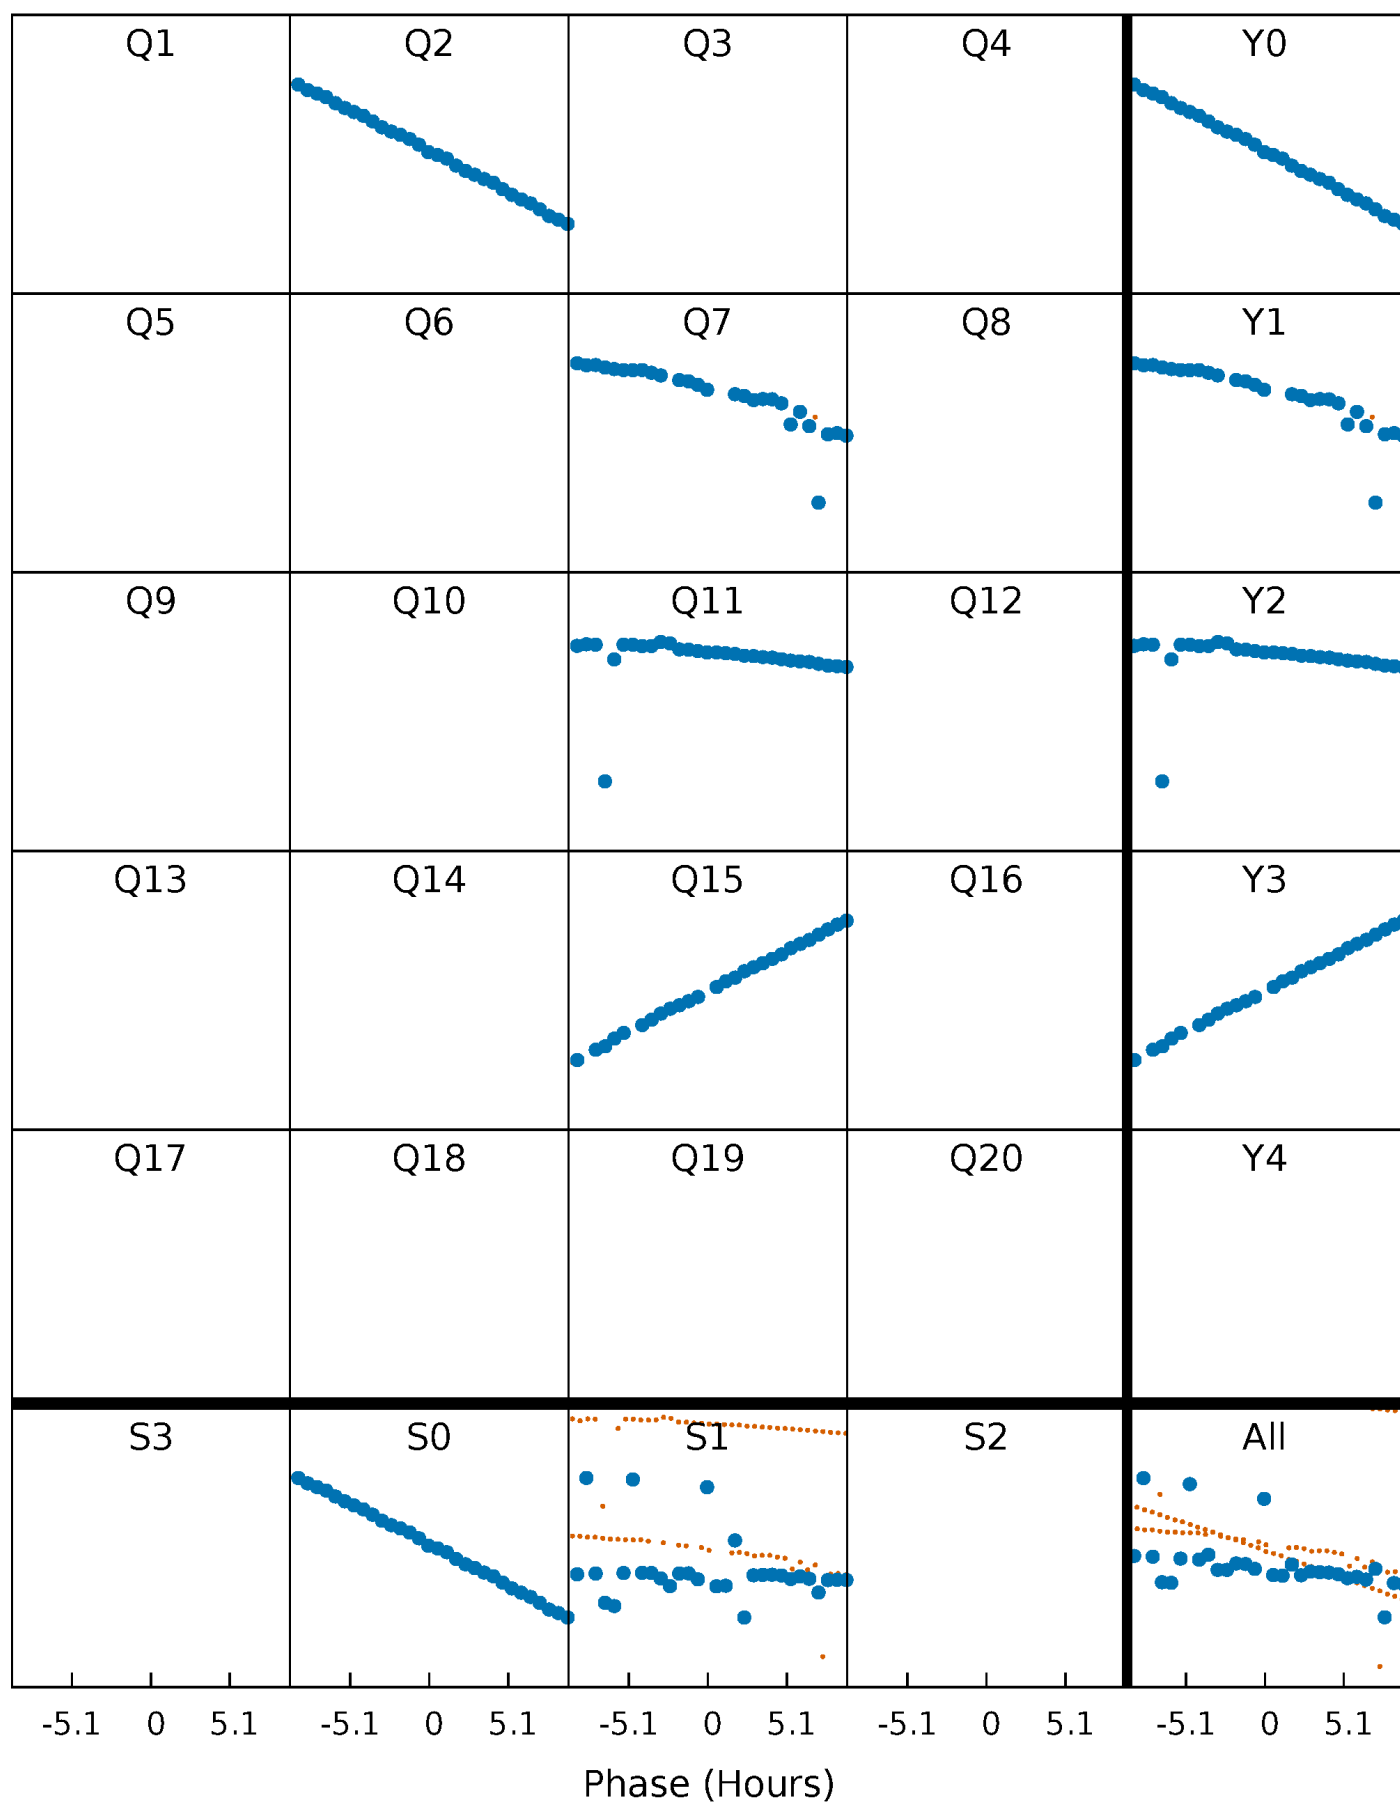 Q1 Q2 Q3 Q4 Y0
Q5 Q6 Q7 Q8 Y1
Q9 Q10 Q11 Q12 Y2
Q13 Q14 Q15 Q16 Y3
Q17 Q18 Q19 Q20 Y4
S3 S0 S1 S2 All
-5.1 0 5.1 -5.1 0 5.1 -5.1 0 5.1 -5.1 0 5.1 -5.1 0 5.1
Phase (Hours)